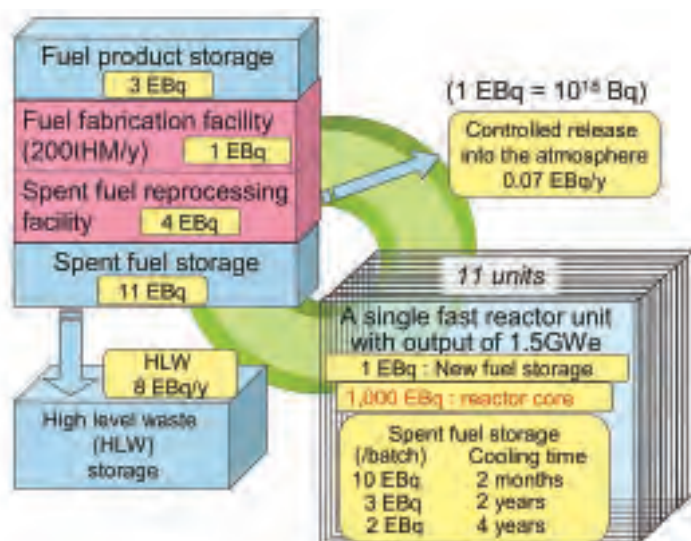 Fuel product storage
3 EBq
Fuel fabrication facility
(200tHM/y) 1 EBq
Spent fuel reprocessing
facility 4 EBq
Spent fuel storage
11 EBq
HLW
8 EBq/y
High level waste
(HLW)
storage
(1 EBq = 10¹⁸ Bq)
Controlled release
into the atmosphere
0.07 EBq/y
11 units
A single fast reactor unit
with output of 1.5GWe
1 EBq : New fuel storage
1,000 EBq : reactor core
Spent fuel storage
(/batch) Cooling time
10 EBq 2 months
3 EBq 2 years
2 EBq 4 years